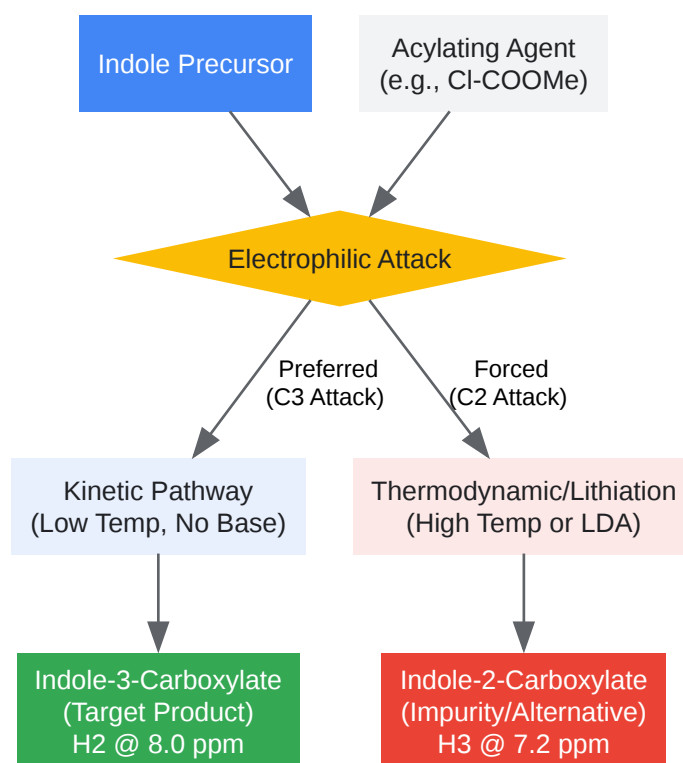 Indole Precursor
Acylating Agent
(e.g., Cl-COOMe)
Electrophilic Attack
Preferred
(C3 Attack)
Forced
(C2 Attack)
Kinetic Pathway
(Low Temp, No Base)
Thermodynamic/Lithiation
(High Temp or LDA)
Indole-3-Carboxylate
(Target Product)
H2 @ 8.0 ppm
Indole-2-Carboxylate
(Impurity/Alternative)
H3 @ 7.2 ppm